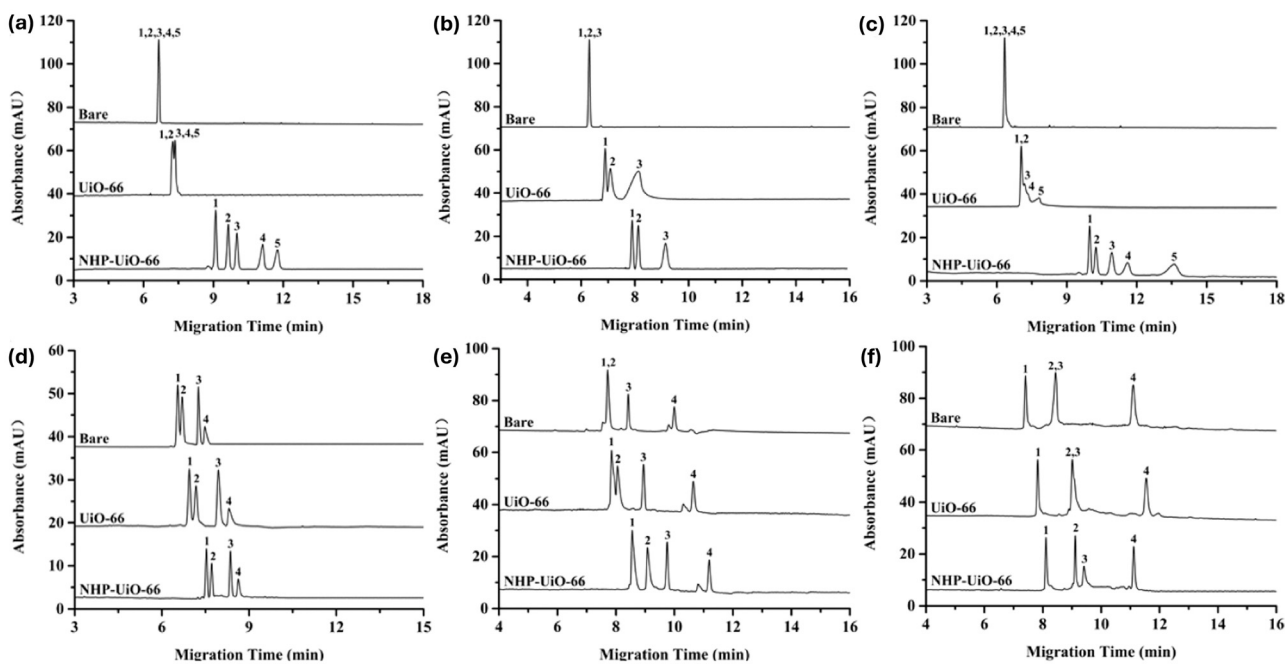 (a)
120
100
80
60
40
20
0
Absorbance (mAU)
1,2,3,4,5
Bare
1,2 3,4,5
UiO-66
1 2 3 4 5
NHP-UiO-66
3 6 9 12 15 18
Migration Time (min)
(b)
120
100
80
60
40
20
0
Absorbance (mAU)
1,2,3
Bare
1 2 3
UiO-66
1 2 3
NHP-UiO-66
4 6 8 10 12 14 16
Migration Time (min)
(c)
120
100
80
60
40
20
0
Absorbance (mAU)
1,2,3,4,5
Bare
1,2 3 4 5
UiO-66
1 2 3 4 5
NHP-UiO-66
3 6 9 12 15 18
Migration Time (min)
(d)
60
50
40
30
20
10
0
Absorbance (mAU)
1 2 3 4
Bare
1 2 3 4
UiO-66
1 2 3 4
NHP-UiO-66
3 6 9 12 15
Migration Time (min)
(e)
100
80
60
40
20
0
Absorbance (mAU)
1,2 3 4
Bare
1 2 3 4
UiO-66
1 2 3 4
NHP-UiO-66
4 6 8 10 12 14 16
Migration Time (min)
(f)
100
80
60
40
20
0
Absorbance (mAU)
1 2,3 4
Bare
1 2,3 4
UiO-66
1 2 3 4
NHP-UiO-66
4 6 8 10 12 14 16
Migration Time (min)